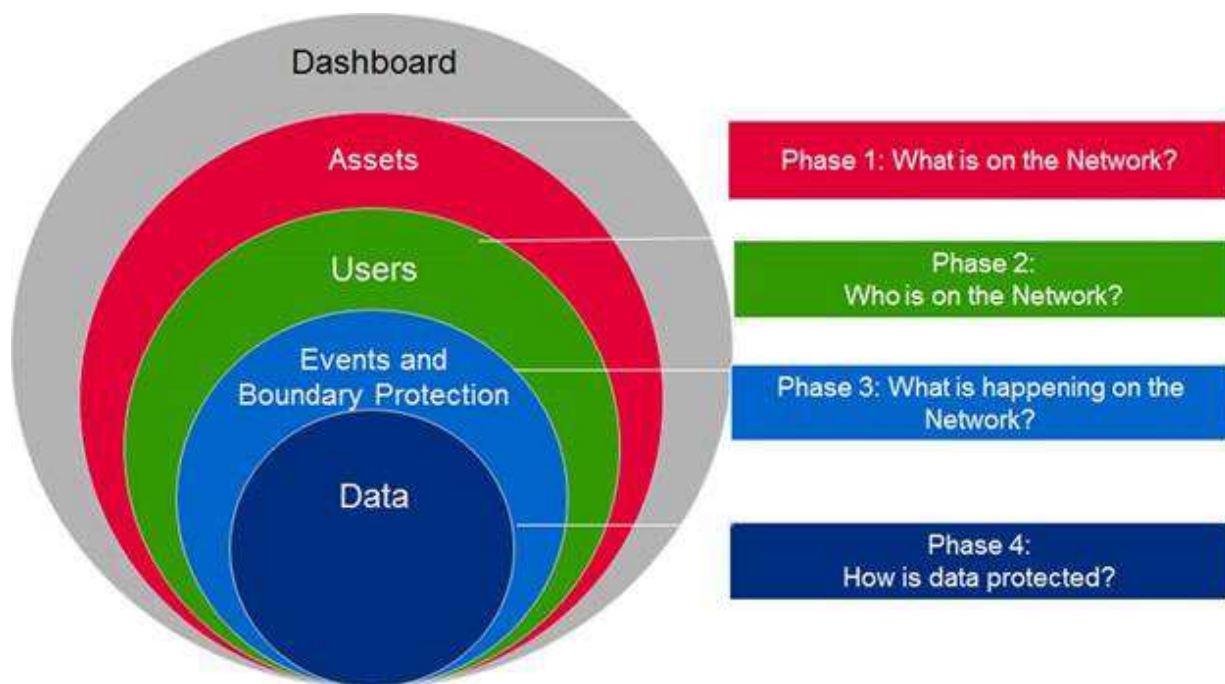 Dashboard
Assets
Users
Events and
Boundary Protection
Data
Phase 1: What is on the Network?
Phase 2:
Who is on the Network?
Phase 3: What is happening on the
Network?
Phase 4:
How is data protected?